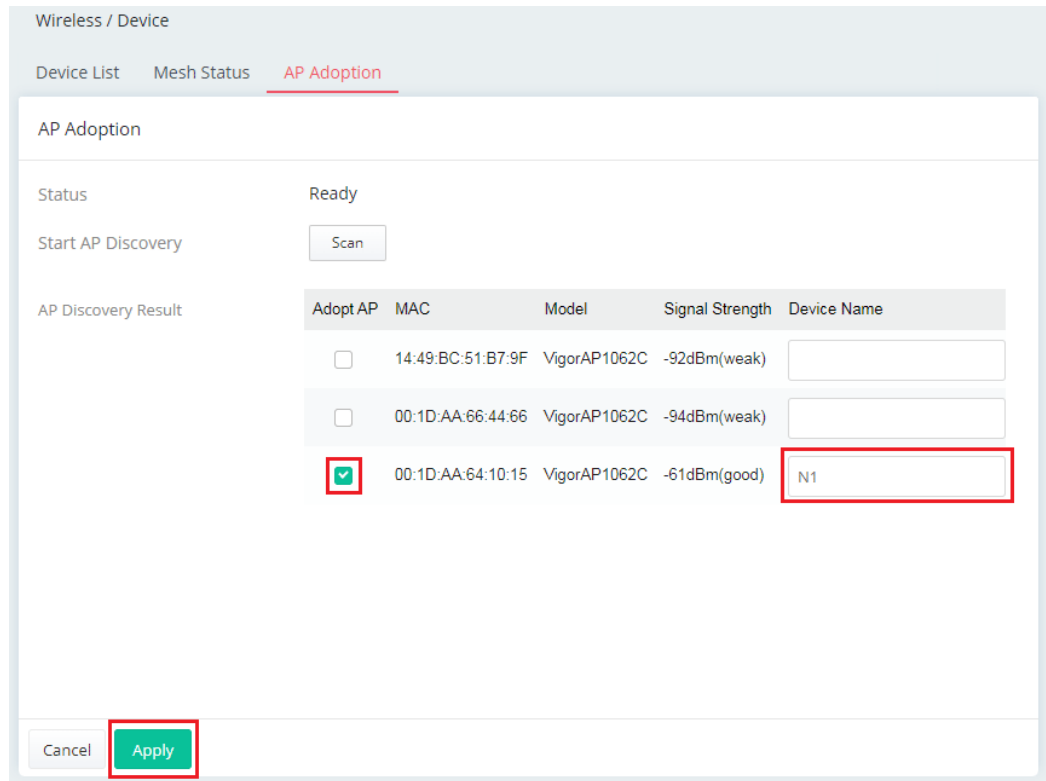 Wireless / Device
Device List Mesh Status AP Adoption
AP Adoption
Status Ready
Start AP Discovery Scan
AP Discovery Result Adopt AP MAC Model Signal Strength Device Name
14:49:BC:51:B7:9F VigorAP1062C -92dBm(weak)
00:1D:AA:66:44:66 VigorAP1062C -94dBm(weak)
00:1D:AA:64:10:15 VigorAP1062C -61dBm(good) N1
Cancel Apply